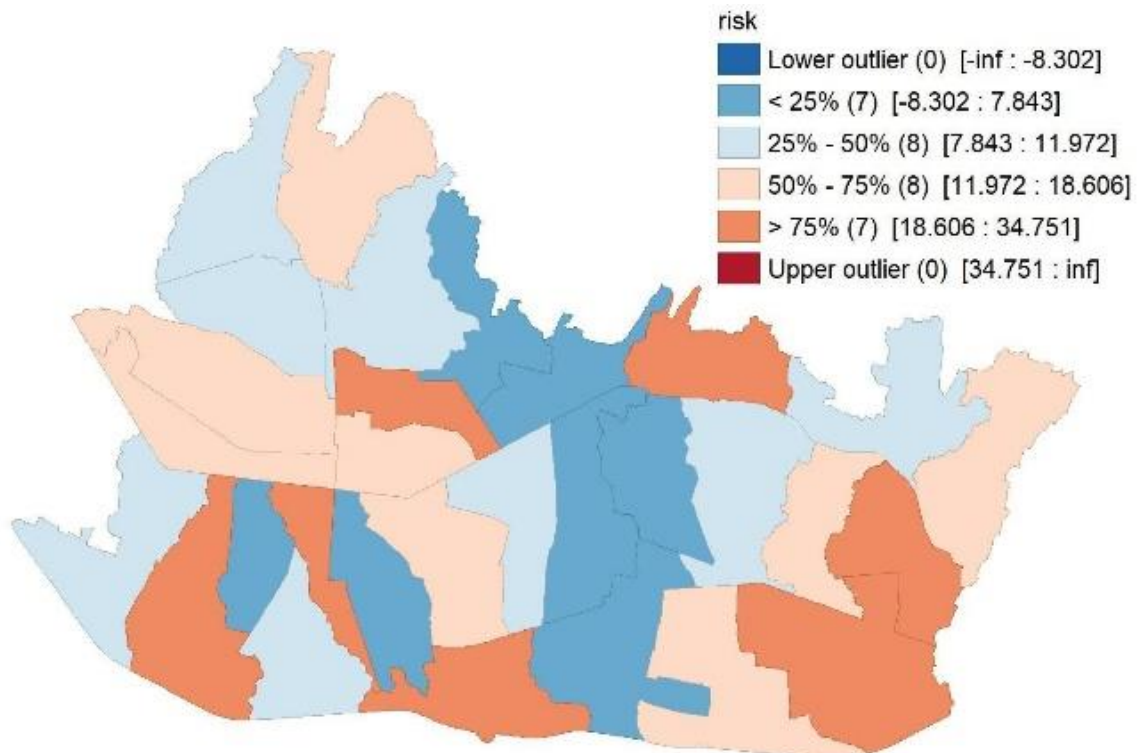 risk
Lower outlier (0) [-inf : -8.302]
< 25% (7) [-8.302 : 7.843]
25% - 50% (8) [7.843 : 11.972]
50% - 75% (8) [11.972 : 18.606]
> 75% (7) [18.606 : 34.751]
Upper outlier (0) [34.751 : inf]